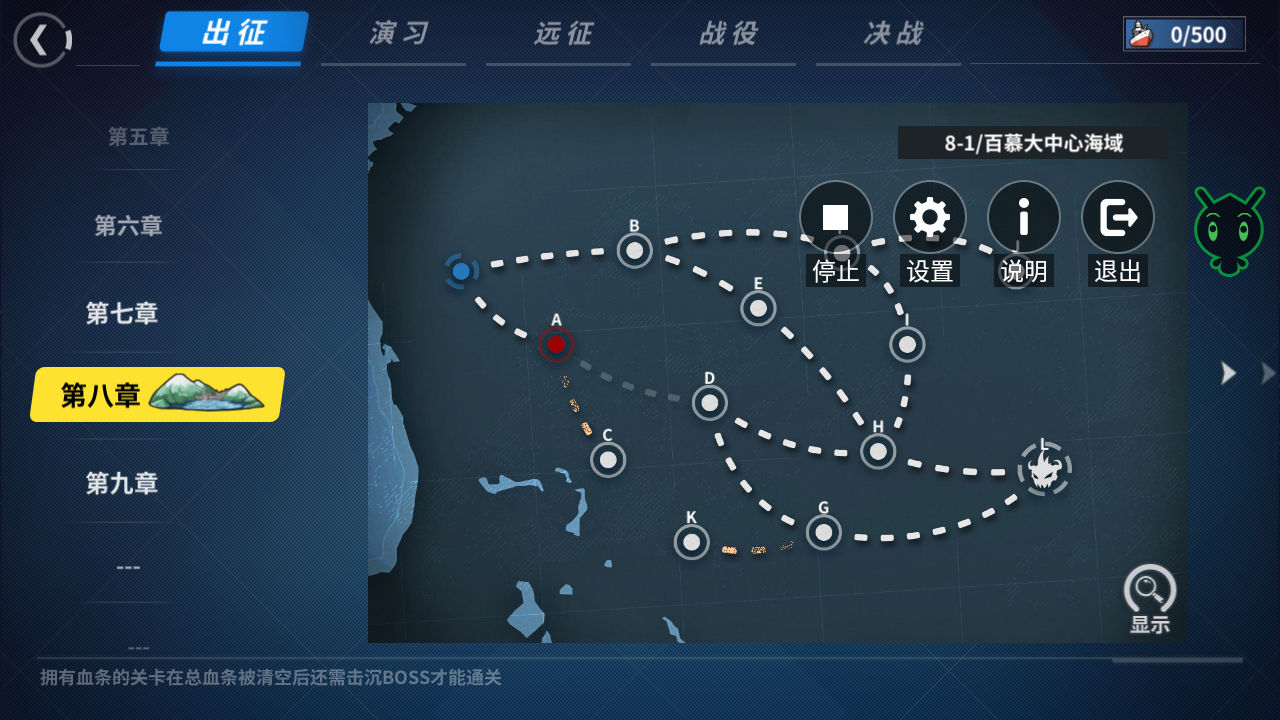 出征
演习
远征
战役
决战
0/500
第五章
第六章
第七章
第八章
第九章
---
---
8-1/百慕大中心海域
停止
设置
说明
退出
B
J
E
A
I
D
C
H
L
K
G
显示
拥有血条的关卡在总血条被清空后还需击沉BOSS才能通关